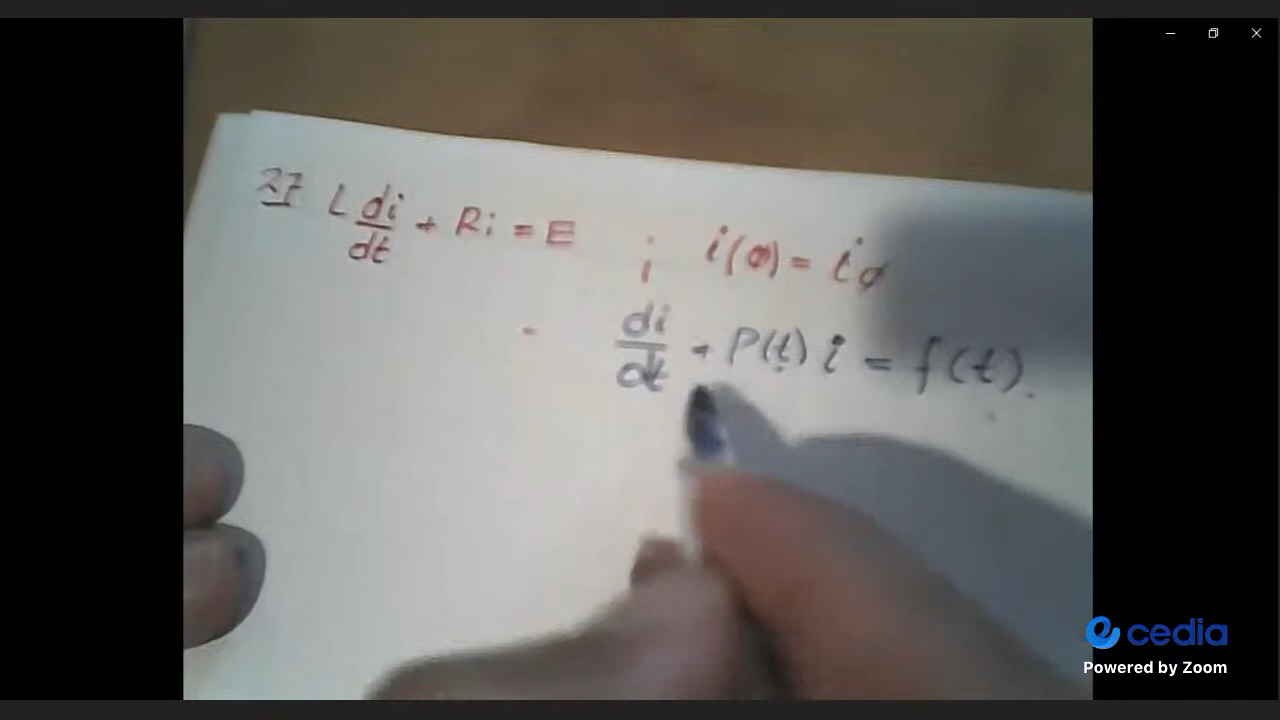 27 L di/dt + Ri = E ; i(0) = i0
di/dt + P(t) i = f(t).
cedia
Powered by Zoom